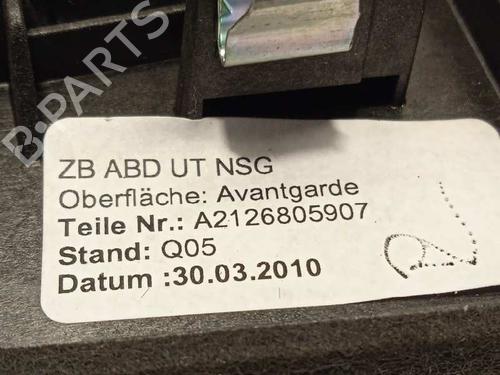 B-PARTS
ZB ABD UT NSG
Oberfläche: Avantgarde
Teile Nr.: A2126805907
Stand: Q05
Datum :30.03.2010